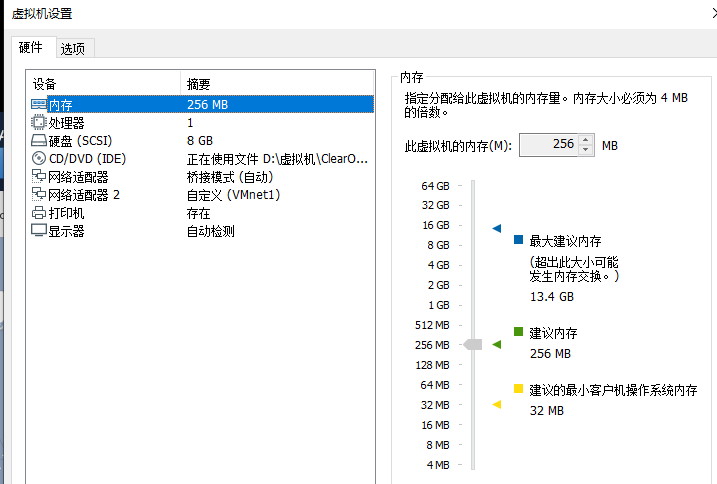 虚拟机设置
硬件 选项
设备 摘要
内存 256 MB
处理器 1
硬盘 (SCSI) 8 GB
CD/DVD (IDE) 正在使用文件 D:\虚拟机\ClearO...
网络适配器 桥接模式 (自动)
网络适配器 2 自定义 (VMnet1)
打印机 存在
显示器 自动检测
内存
指定分配给此虚拟机的内存量。内存大小必须为 4 MB
的倍数。
此虚拟机的内存(M): 256 MB
64 GB
32 GB
16 GB
8 GB
4 GB
2 GB
1 GB
512 MB
256 MB
128 MB
64 MB
32 MB
16 MB
8 MB
4 MB
最大建议内存
(超出此大小可能
发生内存交换。)
13.4 GB
建议内存
256 MB
建议的最小客户机操作系统内存
32 MB